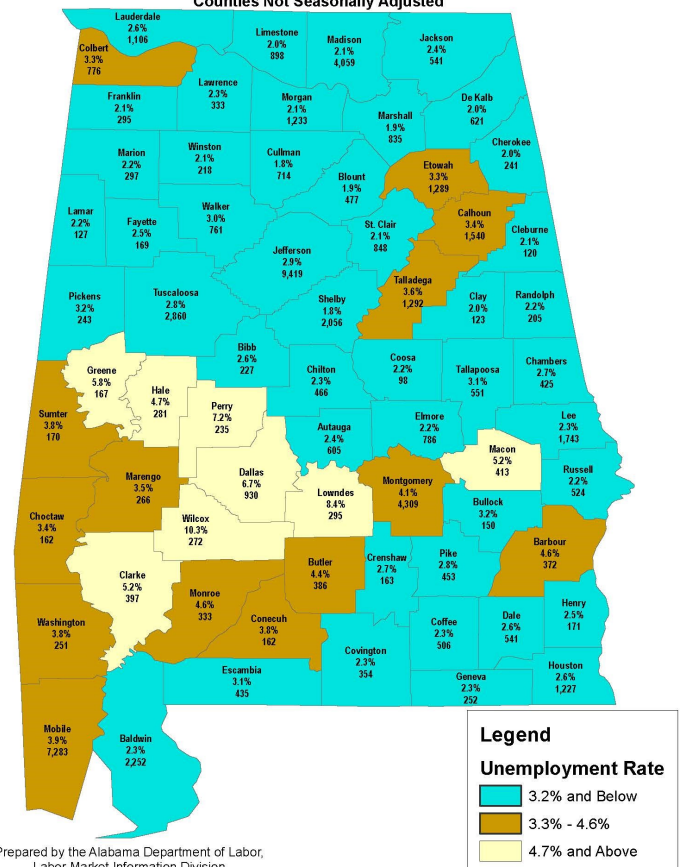 Counties Not Seasonally Adjusted
Lauderdale
2.6%
1,106
Limestone
2.0%
898
Madison
2.1%
4,059
Jackson
2.4%
541
Colbert
3.3%
776
Lawrence
2.3%
333
Franklin
2.1%
295
Morgan
2.1%
1,233
Marshall
1.9%
835
De Kalb
2.0%
621
Cherokee
2.0%
241
Marion
2.2%
297
Winston
2.1%
218
Cullman
1.8%
714
Blount
1.9%
477
Etowah
3.3%
1,289
Lamar
2.2%
127
Fayette
2.5%
169
Walker
3.0%
761
Jefferson
2.9%
9,419
St. Clair
2.1%
848
Calhoun
3.4%
1,540
Cleburne
2.1%
120
Pickens
3.2%
243
Tuscaloosa
2.8%
2,860
Shelby
1.8%
2,056
Talladega
3.6%
1,292
Clay
2.0%
123
Randolph
2.2%
205
Bibb
2.6%
227
Chilton
2.3%
466
Coosa
2.2%
98
Tallapoosa
3.1%
551
Chambers
2.7%
425
Greene
5.8%
167
Hale
4.7%
281
Perry
7.2%
235
Sumter
3.8%
170
Autauga
2.4%
605
Elmore
2.2%
786
Lee
2.3%
1,743
Macon
5.2%
413
Russell
2.2%
524
Marengo
3.5%
266
Dallas
6.7%
930
Lowndes
8.4%
295
Montgomery
4.1%
4,309
Bullock
3.2%
150
Choctaw
3.4%
162
Wilcox
10.3%
272
Barbour
4.6%
372
Clarke
5.2%
397
Monroe
4.6%
333
Butler
4.4%
386
Crenshaw
2.7%
163
Pike
2.8%
453
Washington
3.8%
251
Conecuh
3.8%
162
Covington
2.3%
354
Coffee
2.3%
506
Dale
2.6%
541
Henry
2.5%
171
Escambia
3.1%
435
Geneva
2.3%
252
Houston
2.6%
1,227
Mobile
3.9%
7,283
Baldwin
2.3%
2,252
Legend
Unemployment Rate
3.2% and Below
3.3% - 4.6%
4.7% and Above
Prepared by the Alabama Department of Labor,
Labor Market Information Division